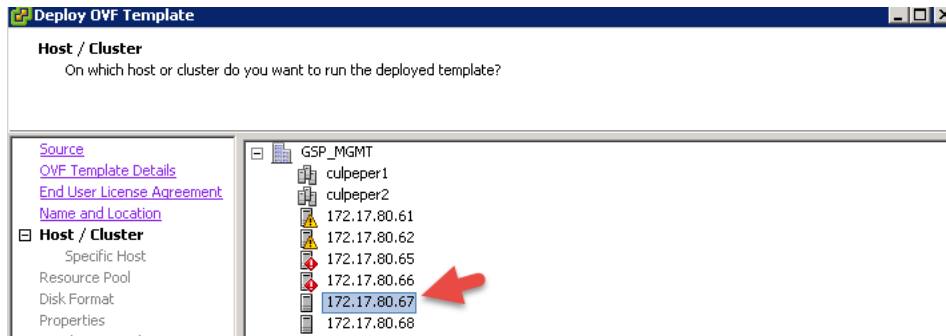 Deploy OVF Template
Host / Cluster
On which host or cluster do you want to run the deployed template?
Source
OVF Template Details
End User License Agreement
Name and Location
Host / Cluster
Specific Host
Resource Pool
Disk Format
Properties
GSP_MGMT
culpeper1
culpeper2
172.17.80.61
172.17.80.62
172.17.80.65
172.17.80.66
172.17.80.67
172.17.80.68